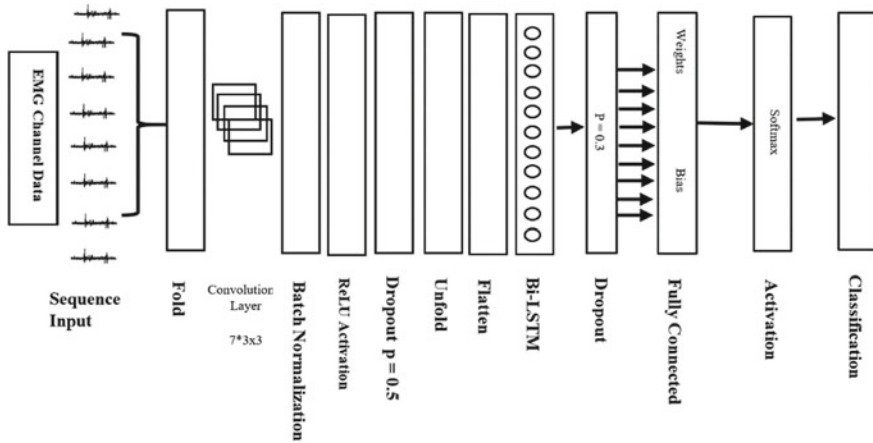 EMG Channel Data
Sequence
Input
Fold
Convolution
Layer
7*3x3
Batch Normalization
ReLU Activation
Dropout p = 0.5
Unfold
Flatten
Bi-LSTM
P = 0.3
Dropout
Weights
Bias
Fully Connected
Softmax
Activation
Classification